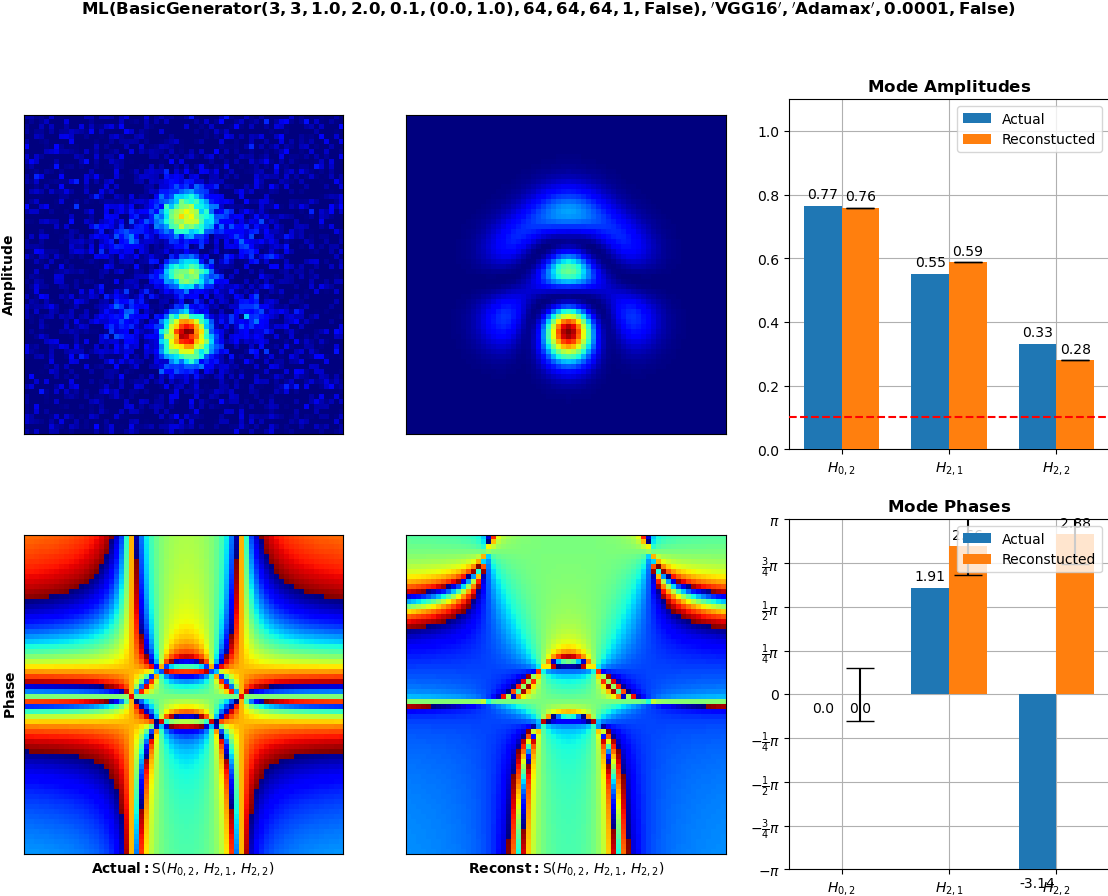 ML(BasicGenerator(3, 3, 1.0, 2.0, 0.1, (0.0, 1.0), 64, 64, 64, 1, False), 'VGG16', 'Adamax', 0.0001, False)
Amplitude
Mode Amplitudes
Actual
Reconstucted
1.0
0.8
0.6
0.4
0.2
0.0
0.77
0.76
0.55
0.59
0.33
0.28
H0, 2
H2, 1
H2, 2
Phase
Actual: S(H0, 2, H2, 1, H2, 2)
Reconst: S(H0, 2, H2, 1, H2, 2)
Mode Phases
Actual
Reconstucted
π
3/4π
1/2π
1/4π
0
−1/4π
−1/2π
−3/4π
−π
0.0
0.0
1.91
2.88
-3.14
H0, 2
H2, 1
H2, 2